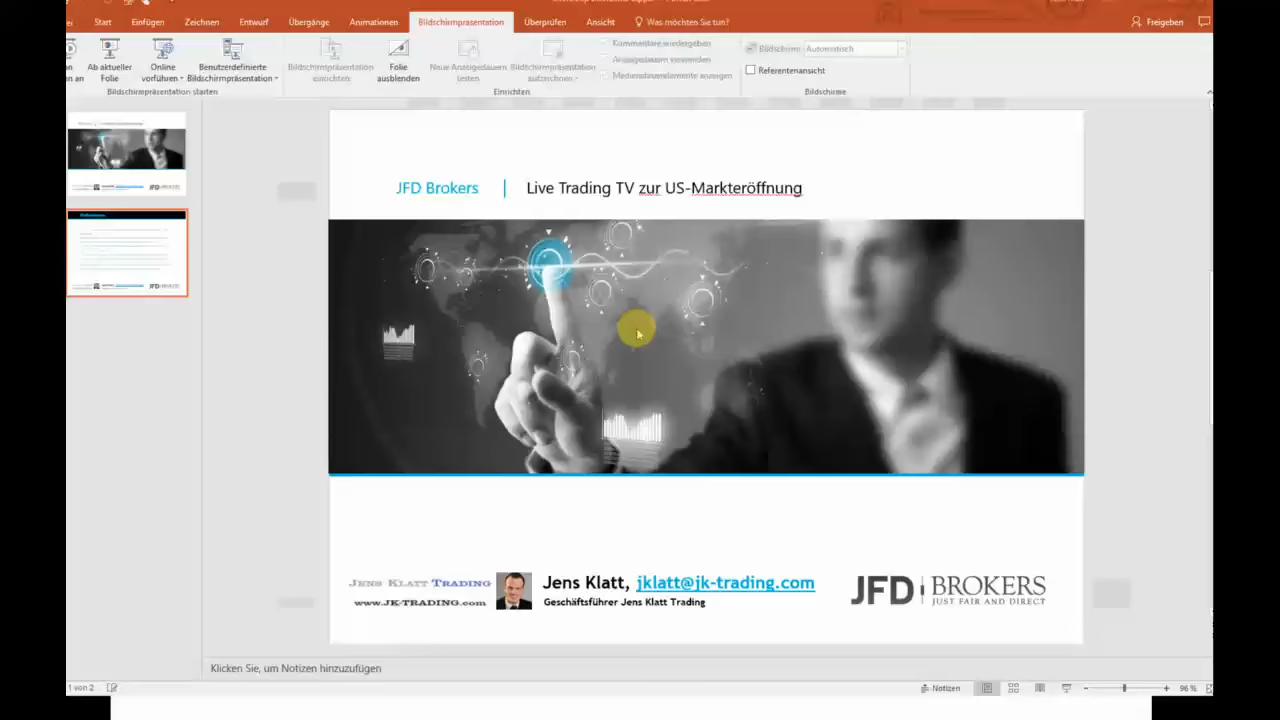 Start Einfügen Zeichnen Entwurf Übergänge Animationen Bildschirmpräsentation Überprüfen Ansicht Was möchten Sie tun? Freigeben
Ab aktueller Folie
Online vorführen
Benutzerdefinierte Bildschirmpräsentation
Bildschirmpräsentation einrichten
Folie ausblenden
Neue Anzeigedauern testen
Bildschirmpräsentation aufzeichnen
Kommentare wiedergeben
Anzeigedauern verwenden
Mediensteuerelemente anzeigen
Bildschirm: Automatisch
Referentenansicht
Bildschirmpräsentation starten
Einrichten
Bildschirme
JFD Brokers | Live Trading TV zur US-Markteröffnung
JENS KLATT TRADING
www.JK-TRADING.com
Jens Klatt, jklatt@jk-trading.com
Geschäftsführer Jens Klatt Trading
JFD BROKERS
JUST FAIR AND DIRECT
Klicken Sie, um Notizen hinzuzufügen
1 von 2
Notizen
96 %